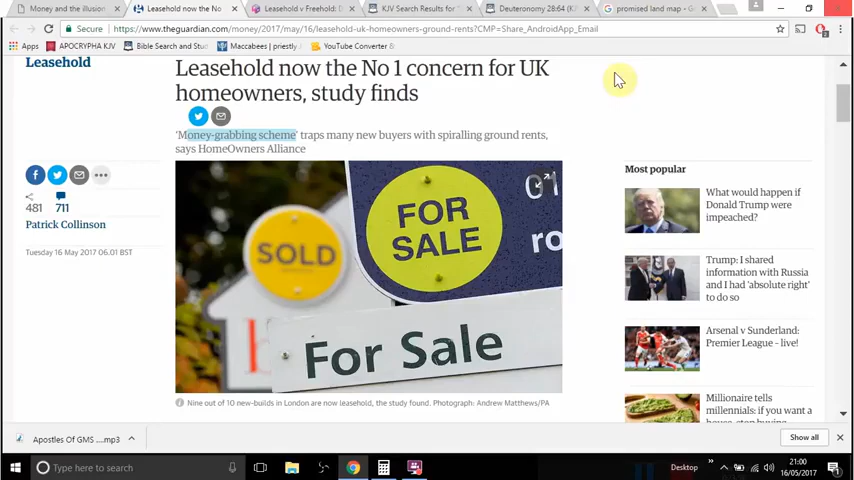 Money and the illusion
Leasehold now the No
Leasehold v Freehold: D
KJV Search Results for "
Deuteronomy 28:64 (KJV
promised land map - Go
https://www.theguardian.com/money/2017/may/16/leasehold-uk-homeowners-ground-rents?CMP=Share_AndroidApp_Email
Apps
APOCRYPHA KJV
Bible Search and Stud
Maccabees | priestly
YouTube Converter &
Leasehold
Leasehold now the No 1 concern for UK
homeowners, study finds
'Money-grabbing scheme' traps many new buyers with spiralling ground rents,
says HomeOwners Alliance
481
711
Patrick Collinson
Tuesday 16 May 2017 06.01 BST
SOLD
FOR
SALE
01
ro
For Sale
Nine out of 10 new-builds in London are now leasehold, the study found. Photograph: Andrew Matthews/PA
Most popular
What would happen if
Donald Trump were
impeached?
Trump: I shared
information with Russia
and I had 'absolute right'
to do so
Arsenal v Sunderland:
Premier League – live!
Millionaire tells
millennials: if you want a
Apostles Of GMS ....mp3
Show all
Type here to search
Desktop
21:00
16/05/2017